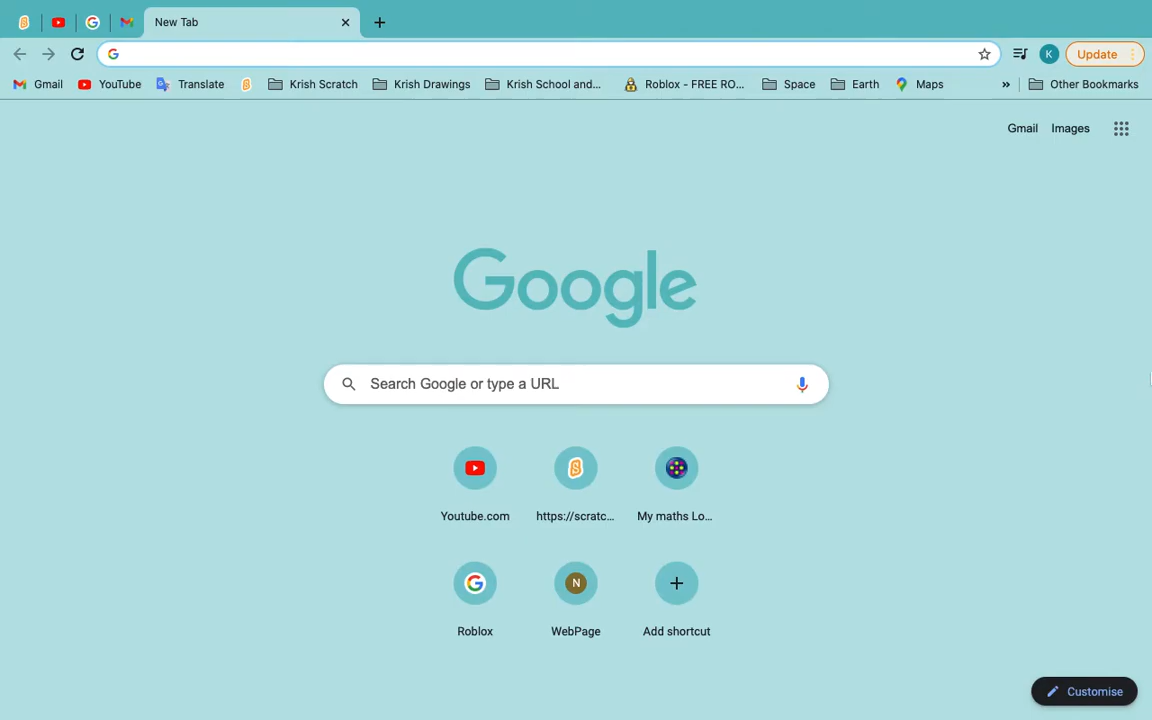 New Tab
K
Update
Gmail YouTube Translate Krish Scratch Krish Drawings Krish School and... Roblox - FREE RO... Space Earth Maps » Other Bookmarks
Gmail Images
Google
Search Google or type a URL
Youtube.com https://scratc... My maths Lo...
N
Roblox WebPage Add shortcut
Customise